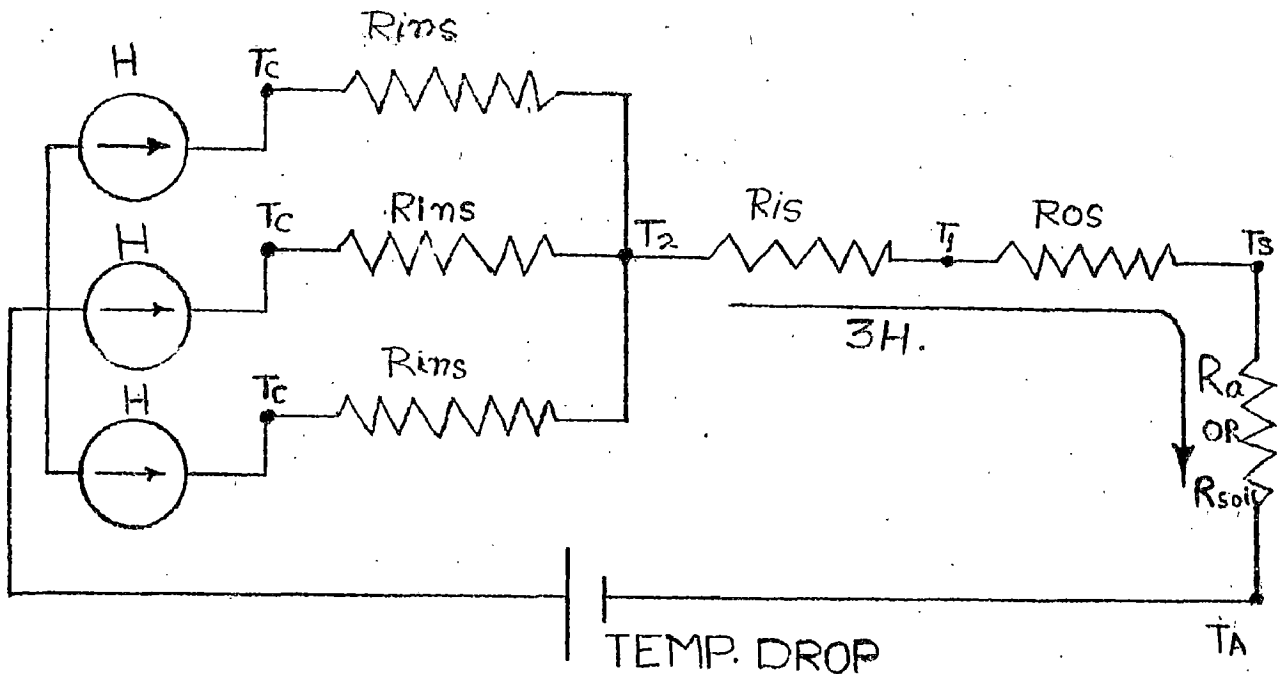 Rins
H
Tc
Rins
Tc
H
T2
Ris
T1
Ros
Ts
3H.
Rins
Tc
H
Ra
OR
Rsoil
TEMP. DROP
TA